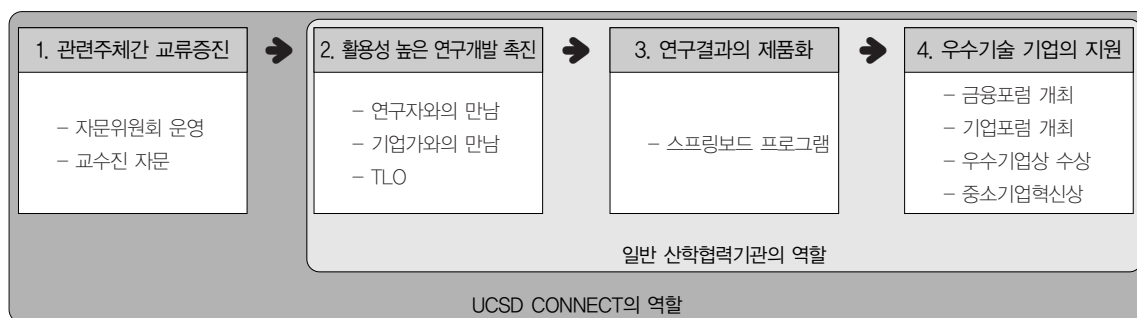 1. 관련주체간 교류증진
– 자문위원회 운영
– 교수진 자문
2. 활용성 높은 연구개발 촉진
– 연구자와의 만남
– 기업가와의 만남
– TLO
3. 연구결과의 제품화
– 스프링보드 프로그램
4. 우수기술 기업의 지원
– 금융포럼 개최
– 기업포럼 개최
– 우수기업상 수상
– 중소기업혁신상
일반 산학협력기관의 역할
UCSD CONNECT의 역할